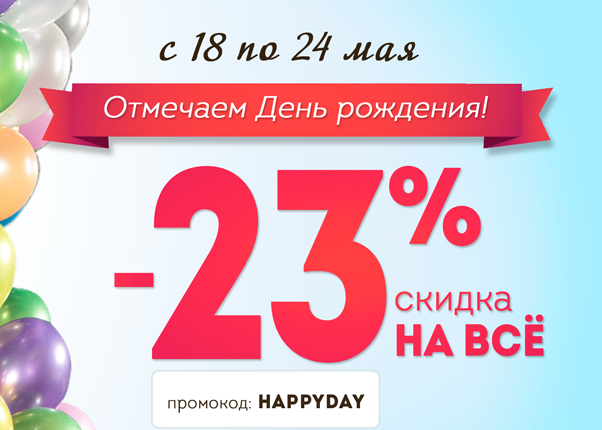 с 18 по 24 мая
Отмечаем День рождения!
-23%
скидка
НА ВСЁ
промокод: HAPPYDAY